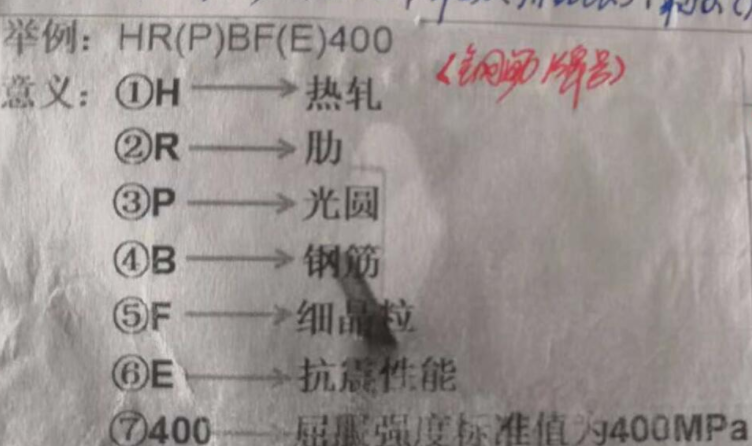 举例：HR(P)BF(E)400
（钢筋牌号）
意义：①H → 热轧
②R → 肋
③P → 光圆
④B → 钢筋
⑤F → 细晶粒
⑥E → 抗震性能
⑦400 → 屈服强度标准值为400MPa